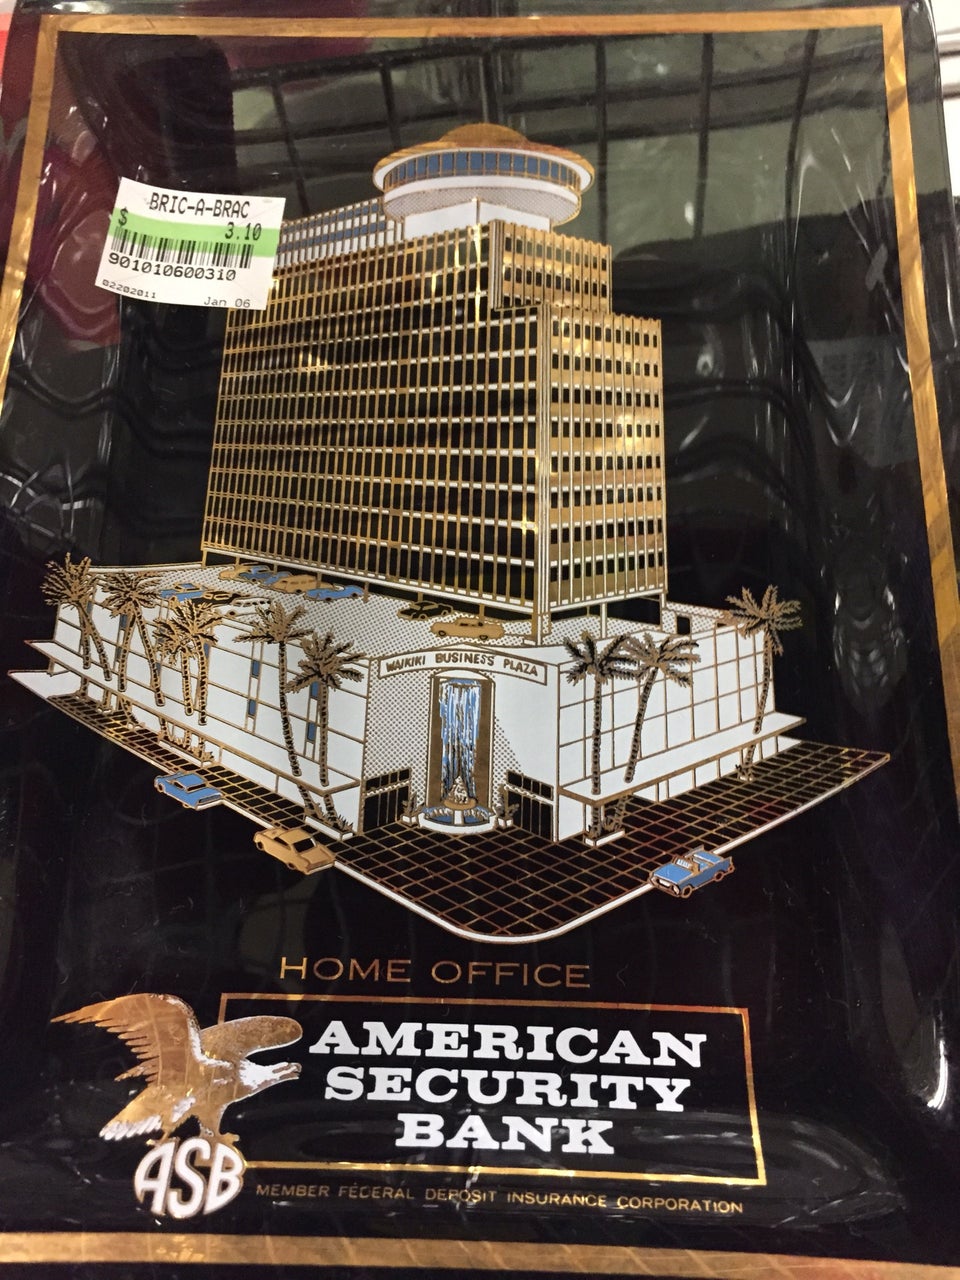 BRIC-A-BRAC
$ 3.10
901010600310
02202011 Jan 06
WAIKIKI BUSINESS PLAZA
HOME OFFICE
AMERICAN
SECURITY
BANK
ASB
MEMBER FEDERAL DEPOSIT INSURANCE CORPORATION